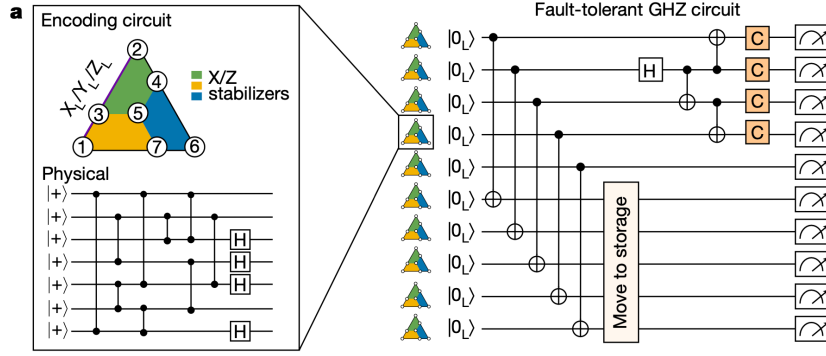 a
Encoding circuit
X_L/Y_L/Z_L
2
4
3
5
1
7
6
X/Z
stabilizers
Physical
|+⟩
|+⟩
|+⟩ H
|+⟩ H
|+⟩ H
|+⟩
|+⟩ H
Fault-tolerant GHZ circuit
|0_L⟩ C
|0_L⟩ H C
|0_L⟩ C
|0_L⟩ C
|0_L⟩
|0_L⟩
|0_L⟩
|0_L⟩
|0_L⟩
|0_L⟩
Move to storage